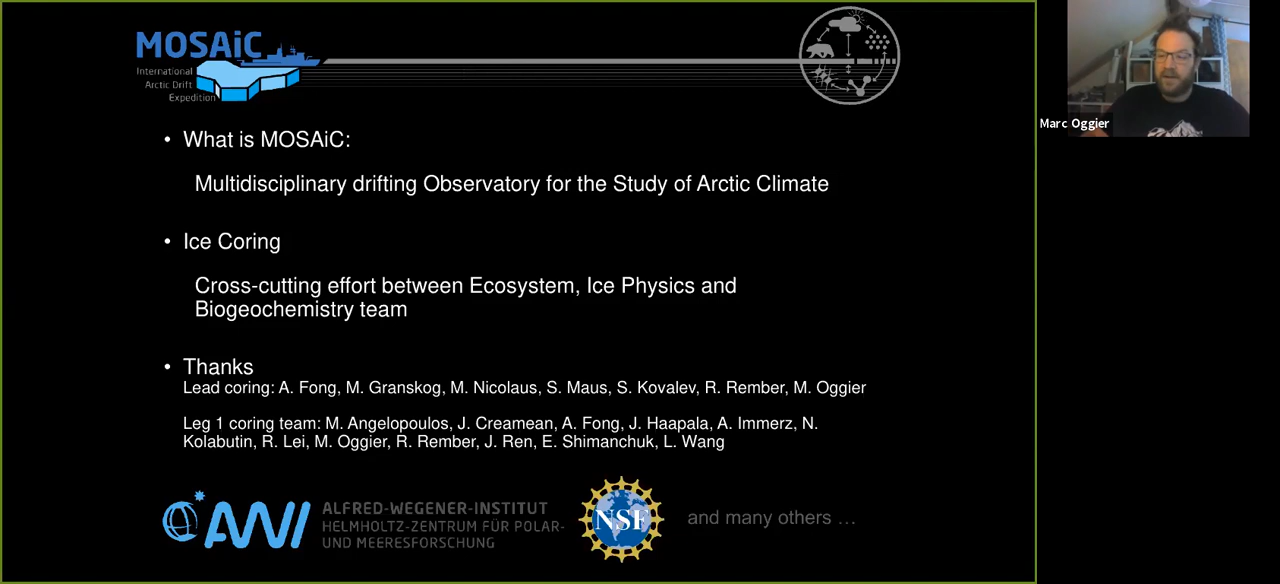 MOSAiC
International
Arctic Drift
Expedition
Marc Oggier
• What is MOSAiC:
Multidisciplinary drifting Observatory for the Study of Arctic Climate
• Ice Coring
Cross-cutting effort between Ecosystem, Ice Physics and
Biogeochemistry team
• Thanks
Lead coring: A. Fong, M. Granskog, M. Nicolaus, S. Maus, S. Kovalev, R. Rember, M. Oggier
Leg 1 coring team: M. Angelopoulos, J. Creamean, A. Fong, J. Haapala, A. Immerz, N.
Kolabutin, R. Lei, M. Oggier, R. Rember, J. Ren, E. Shimanchuk, L. Wang
AWI
ALFRED-WEGENER-INSTITUT
HELMHOLTZ-ZENTRUM FÜR POLAR-
UND MEERESFORSCHUNG
NSF
and many others …